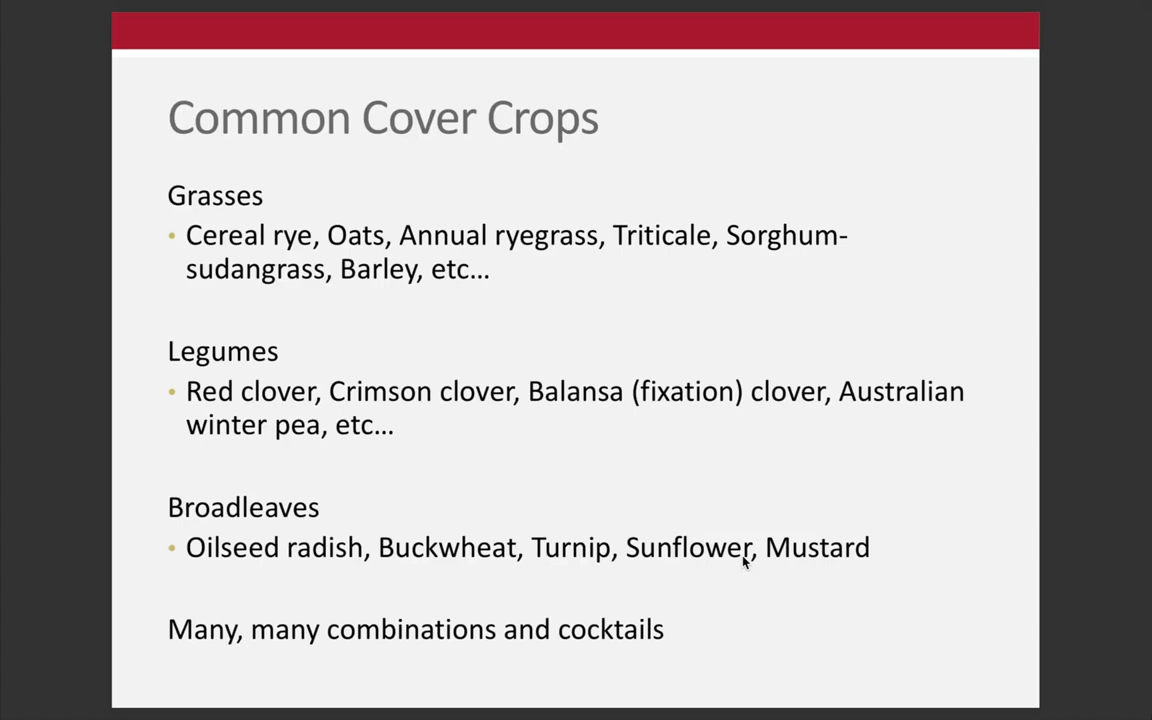 Common Cover Crops
Grasses
• Cereal rye, Oats, Annual ryegrass, Triticale, Sorghum-
sudangrass, Barley, etc...
Legumes
• Red clover, Crimson clover, Balansa (fixation) clover, Australian
winter pea, etc...
Broadleaves
• Oilseed radish, Buckwheat, Turnip, Sunflower, Mustard
Many, many combinations and cocktails